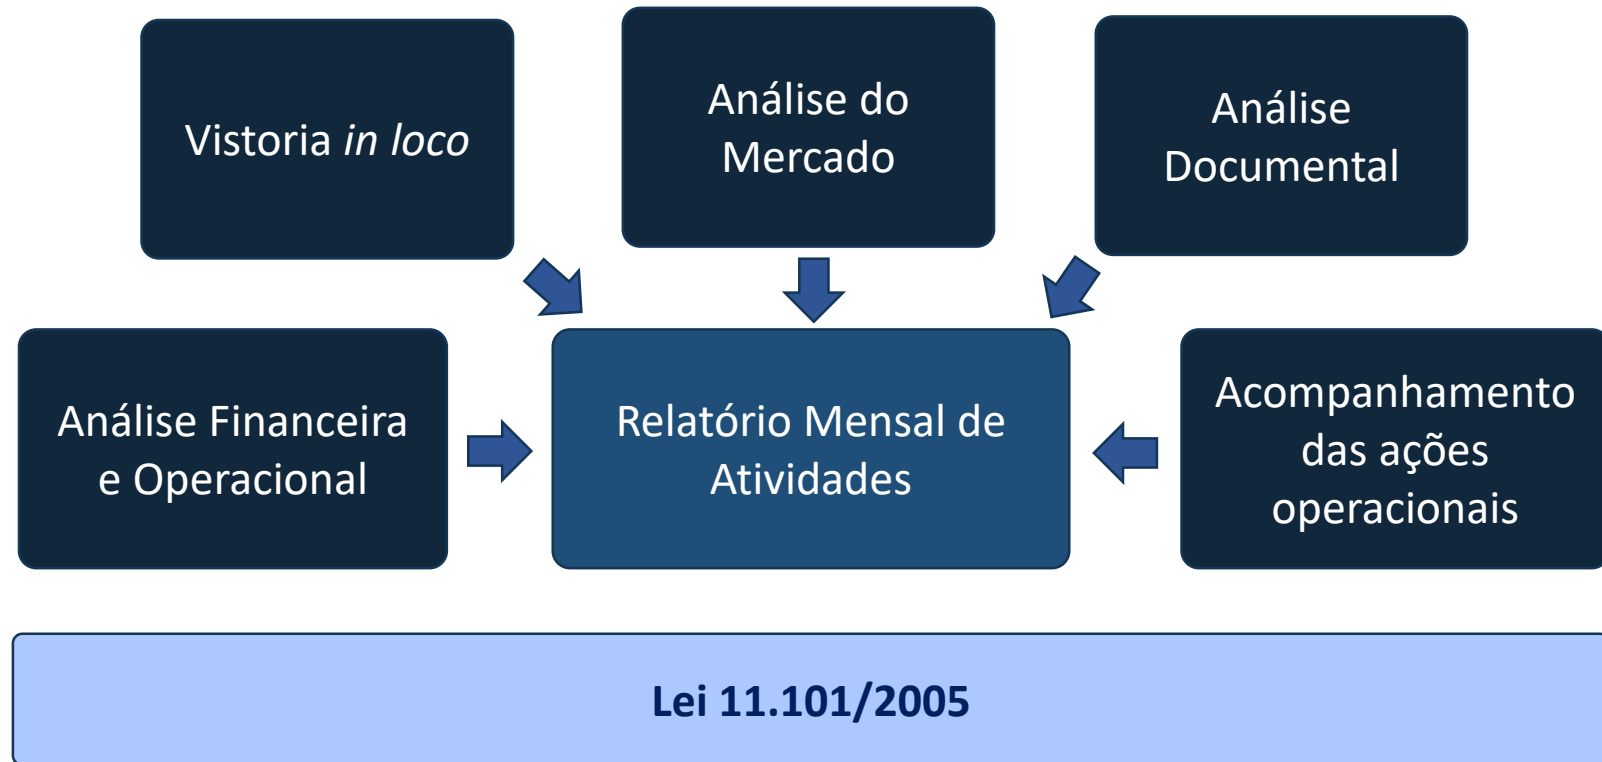 Vistoria in loco
Análise do
Mercado
Análise
Documental
Análise Financeira
e Operacional
Relatório Mensal de
Atividades
Acompanhamento
das ações
operacionais
Lei 11.101/2005